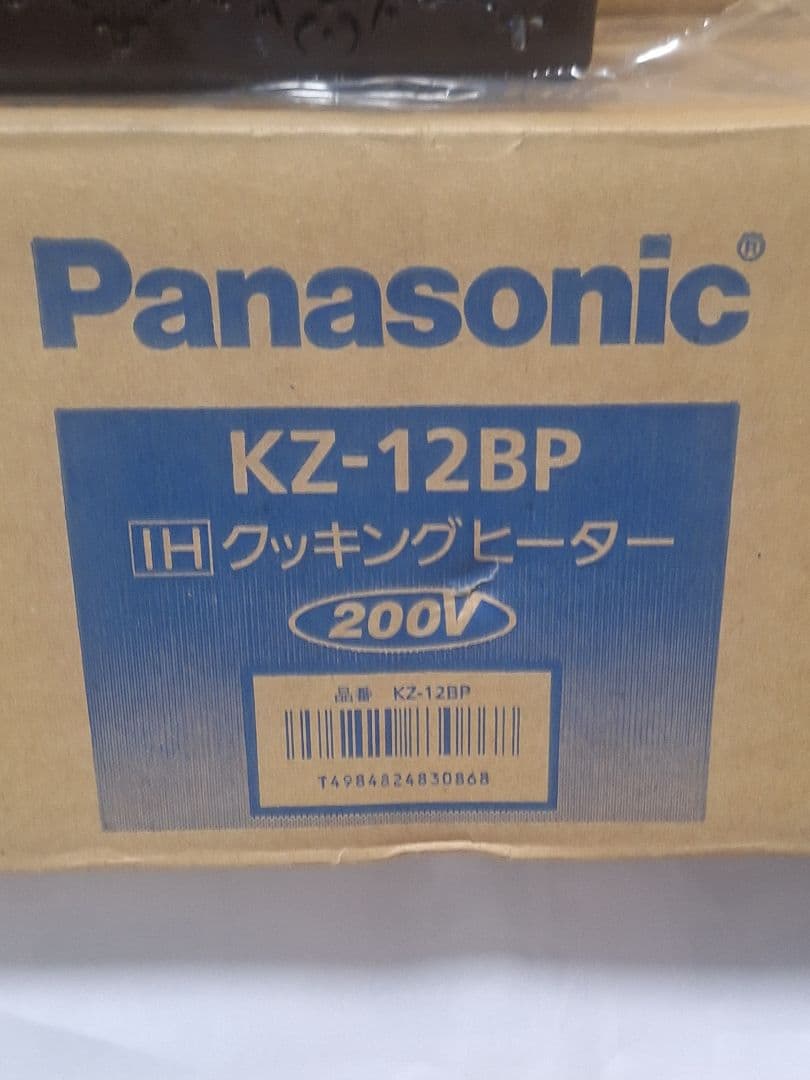 Panasonic®
KZ-12BP
IH クッキングヒーター
200V
品番 KZ-12BP
T4984824830868